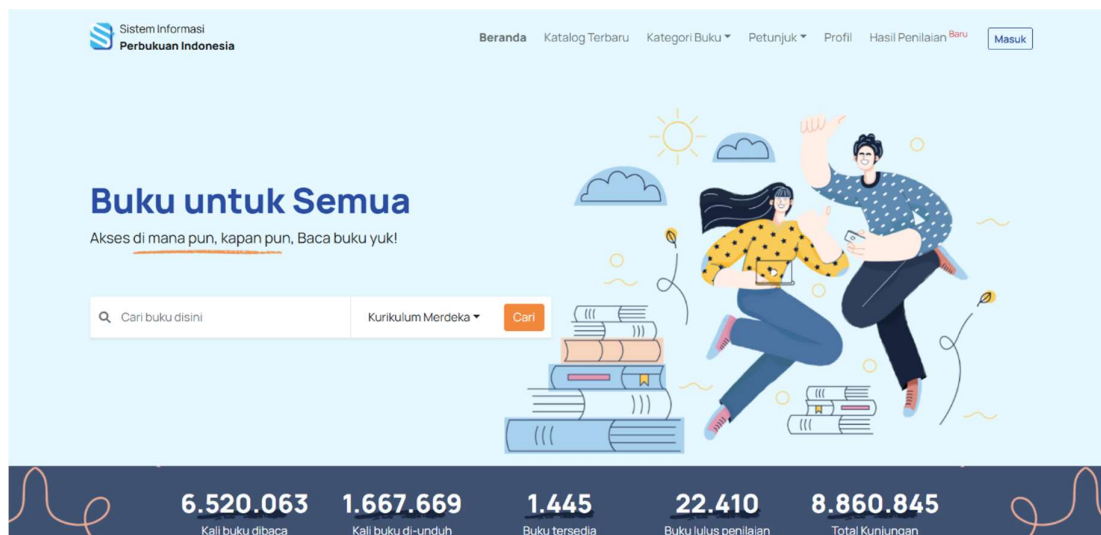 Sistem Informasi
Perbukuan Indonesia
Beranda Katalog Terbaru Kategori Buku Petunjuk Profil Hasil Penilaian Baru Masuk
Buku untuk Semua
Akses di mana pun, kapan pun, Baca buku yuk!
Cari buku disini Kurikulum Merdeka Cari
6.520.063 1.667.669 1.445 22.410 8.860.845
Kali buku dibaca Kali buku di-unduh Buku tersedia Buku lulus penilaian Total Kunjungan